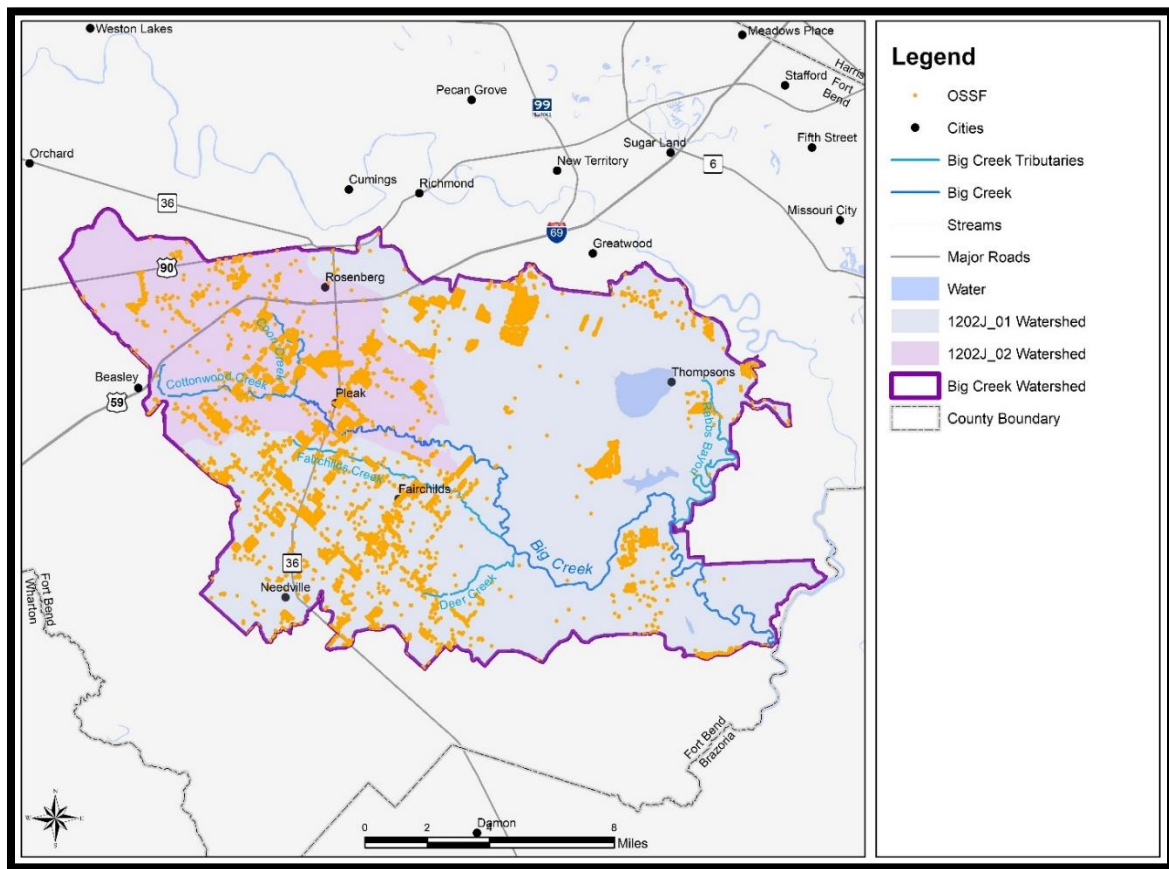 Weston Lakes
Meadows Place
Harris
Fort Bend
Stafford
Pecan Grove
99
Fifth Street
Sugar Land
Orchard
New Territory
6
Cumings
Richmond
36
Missouri City
69
Greatwood
90
Rosenberg
Coon Creek
Beasley
Cottonwood Creek
Thompsons
59
Pleak
Rabbs Bayou
Fairchilds Creek
Fairchilds
Big Creek
36
Needville
Deer Creek
Fort Bend
Wharton
Fort Bend
Brazoria
N
W
E
S
Damon
0 2 4 8
Miles
Legend
OSSF
Cities
Big Creek Tributaries
Big Creek
Streams
Major Roads
Water
1202J_01 Watershed
1202J_02 Watershed
Big Creek Watershed
County Boundary